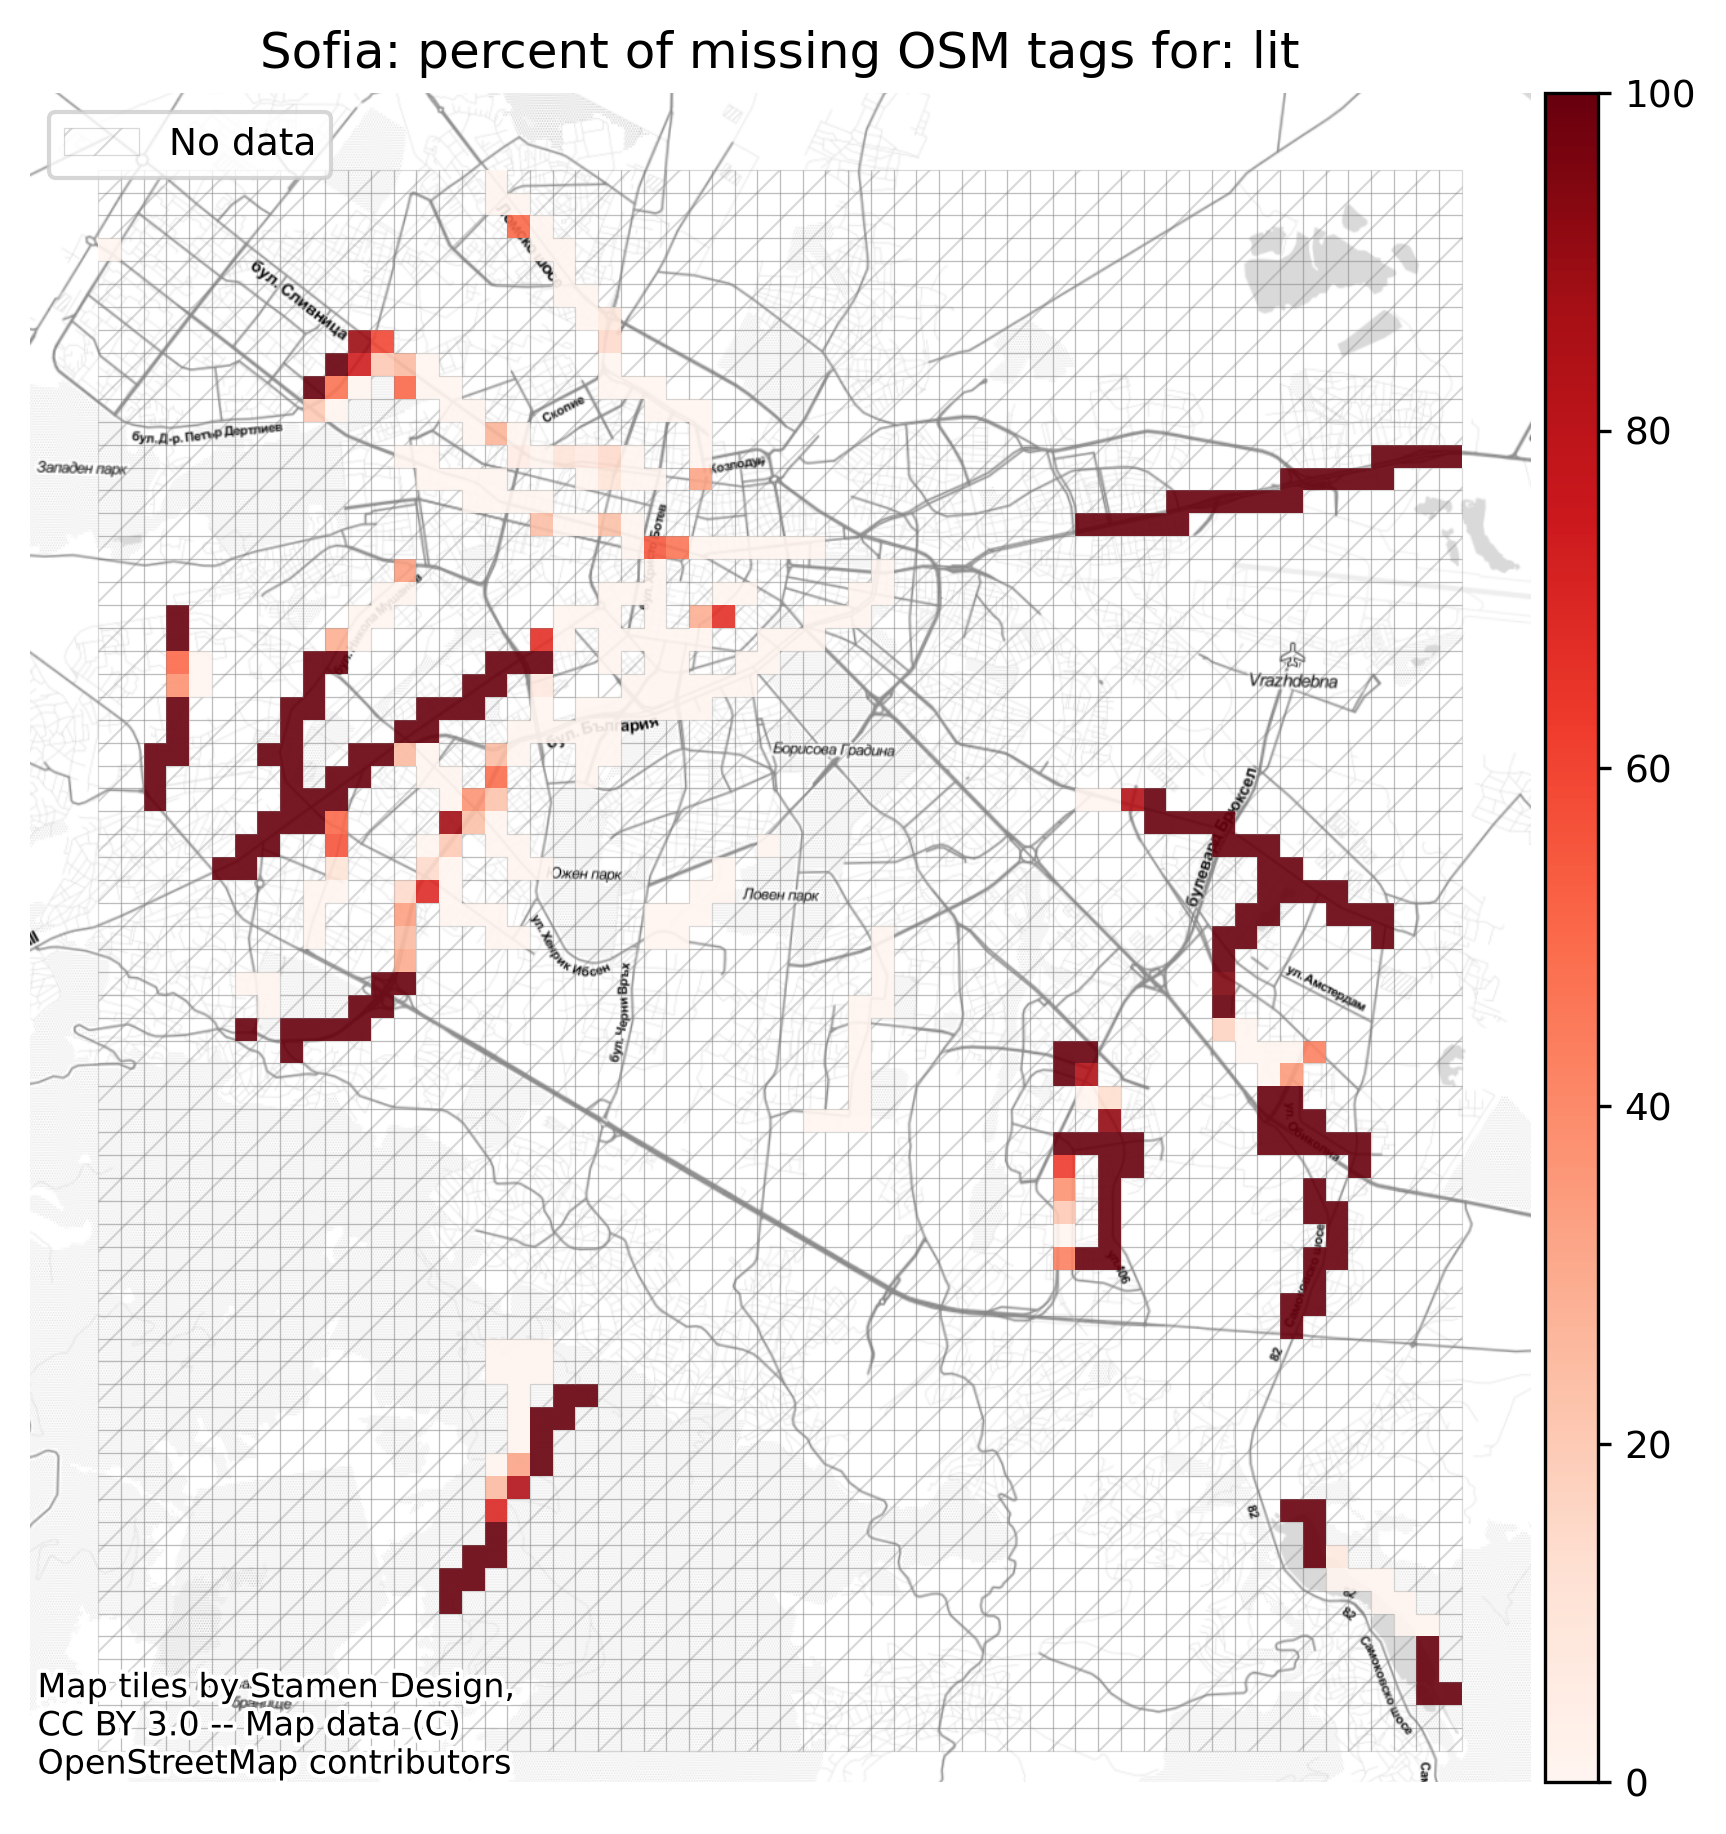 Sofia: percent of missing OSM tags for: lit
No data
100
80
60
40
20
0
бул. Сливница
Скопие
бул. Д-р. Петър Дертлиев
Западен парк
Козлодуй
Vrazhdebna
бул. България
Борисова Градина
булевард Брюксел
Южен парк
Ловен парк
ул. Хенрик Ибсен
бул. Черни Връх
ул. Амстердам
ул. Околовръстна
Самоковско шосе
82
82
82
Самоковско шосе
Map tiles by Stamen Design,
CC BY 3.0 -- Map data (C)
OpenStreetMap contributors